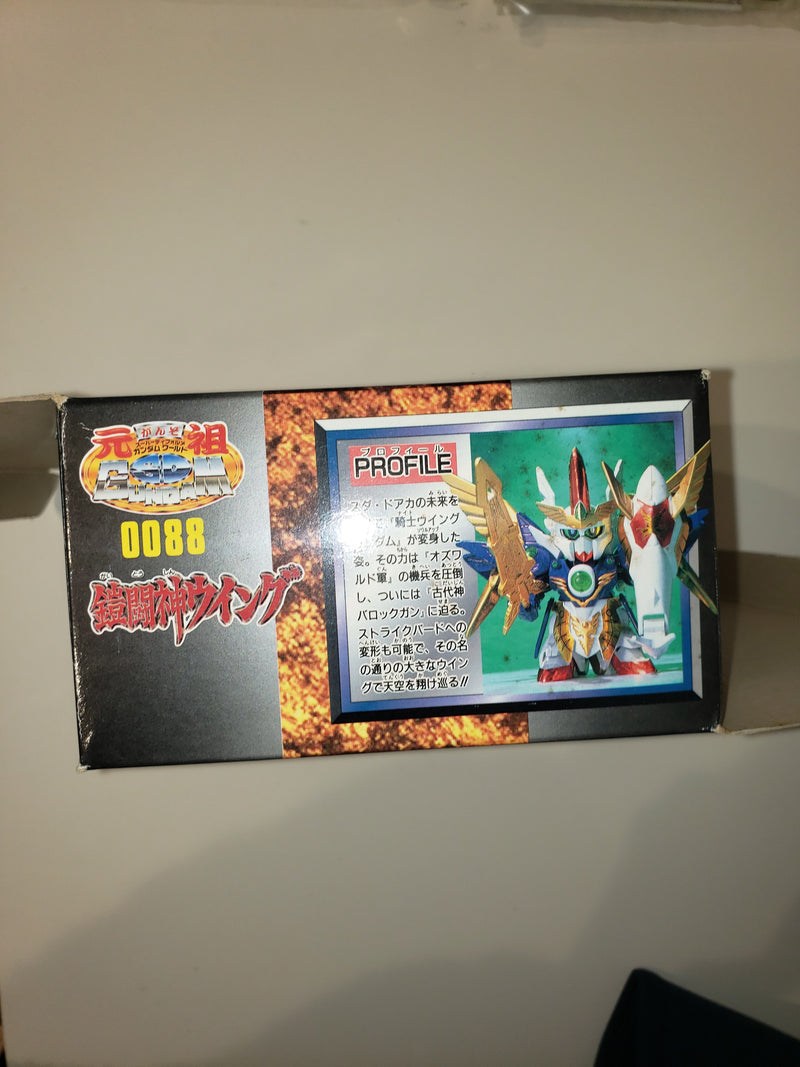 がんそ
元祖
スーパーディフォルメ
ガンダムワールド
SD
GUNDAM
0088
がいとうしん
鎧闘神ウイング
プロフィール
PROFILE
スダ・ドアカの未来を
「騎士ウイング
ダム」が変身した
姿。その力は「オズワ
ルド軍」の機兵を圧倒
し、ついには「古代神
バロックガン」に迫る。
ストライクバードへの
変形も可能で、その名
の通りの大きなウイン
グで天空を翔け巡る!!